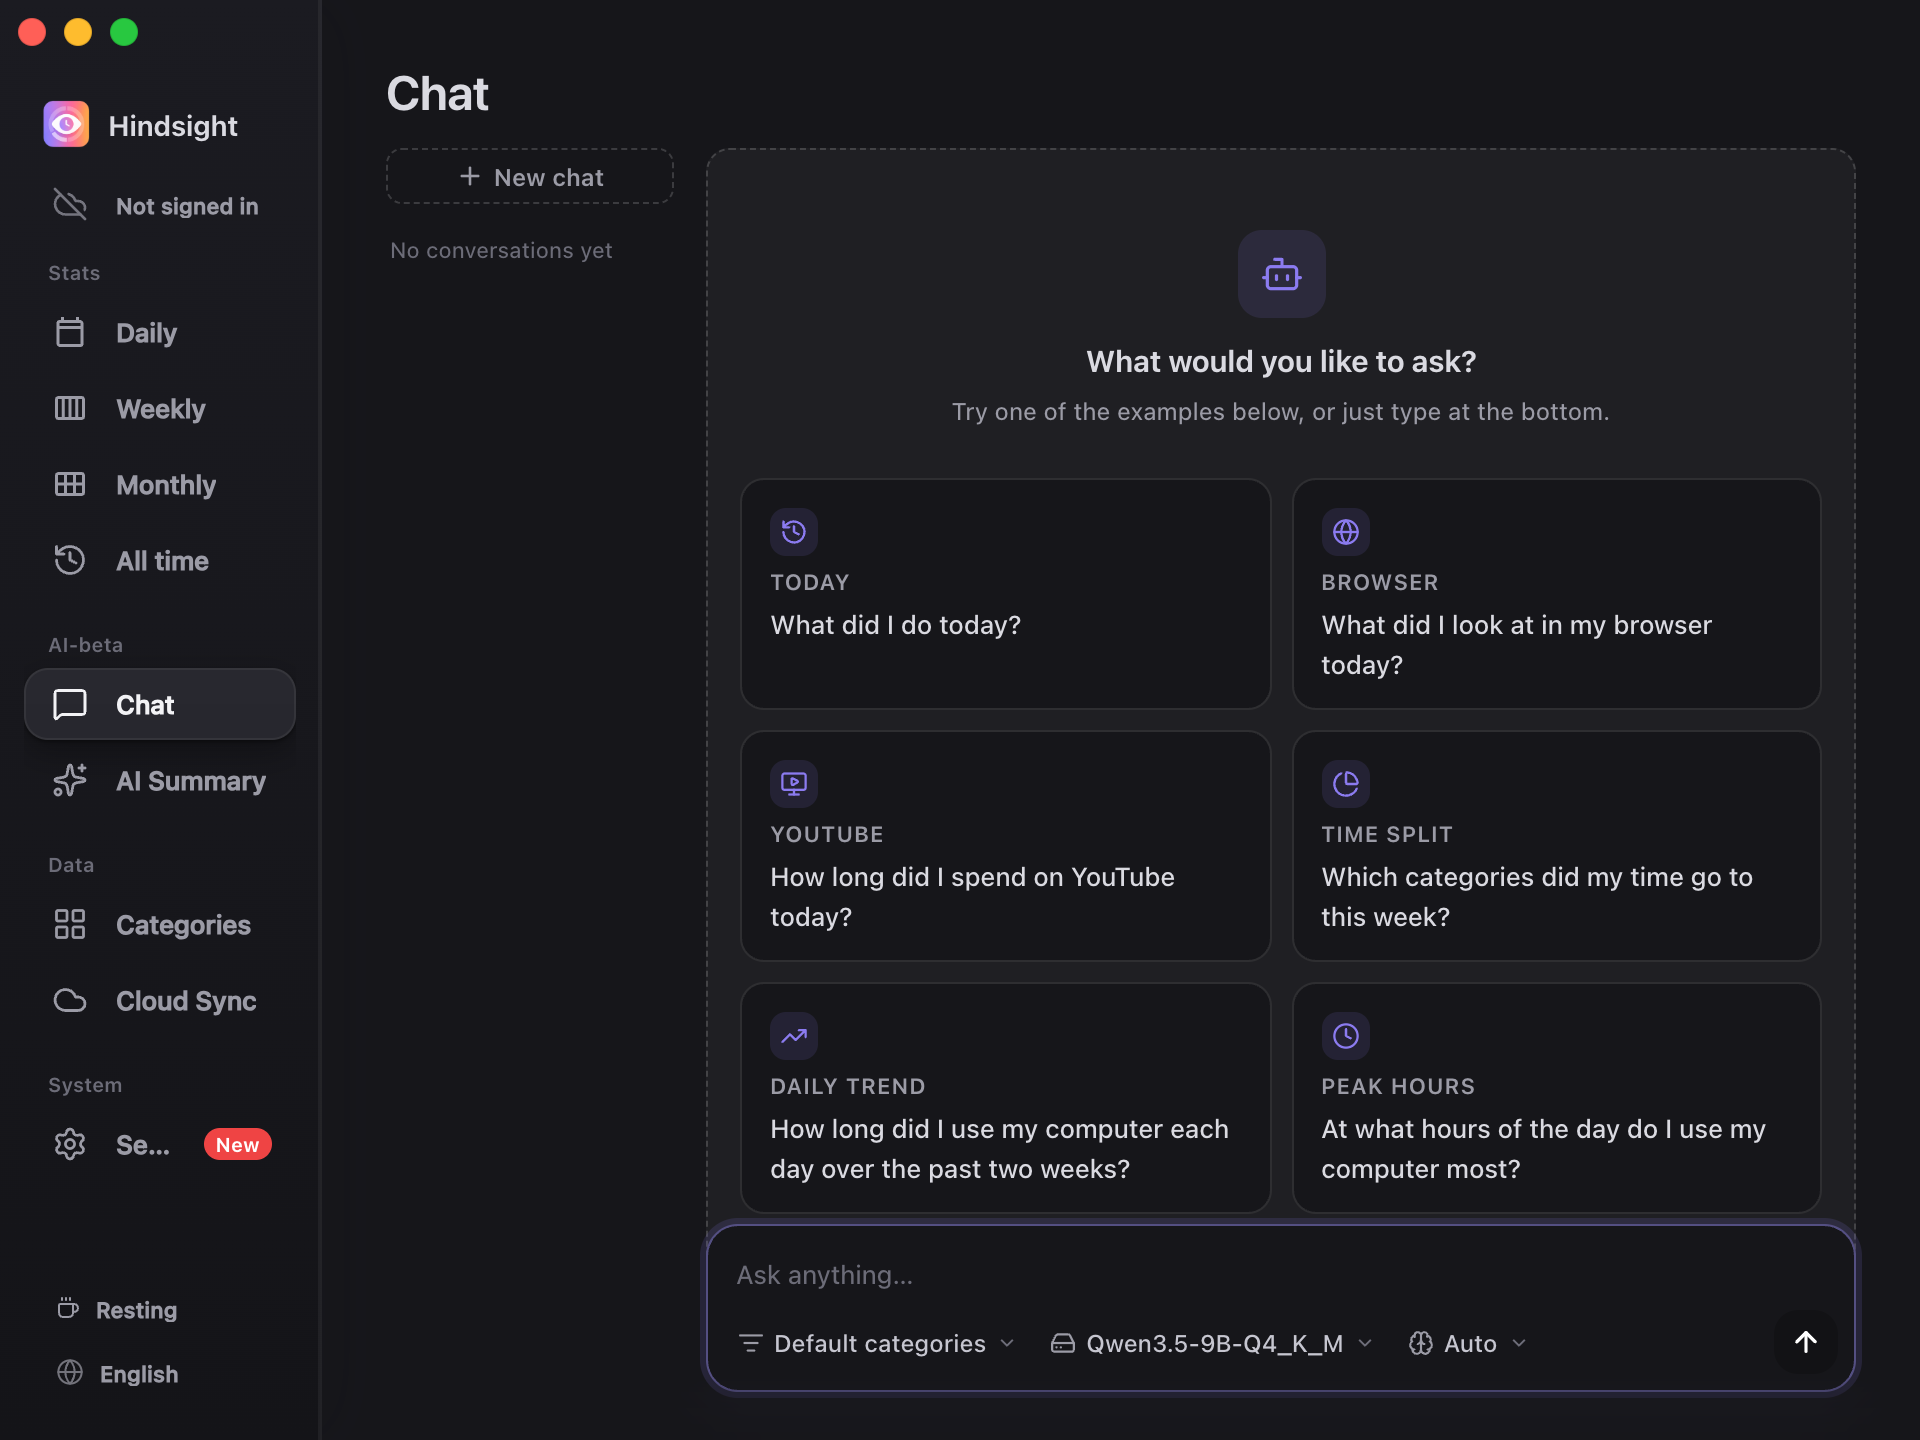 Hindsight
Not signed in
Stats
Daily
Weekly
Monthly
All time
AI-beta
Chat
AI Summary
Data
Categories
Cloud Sync
System
Se...
New
Resting
English
Chat
New chat
No conversations yet
What would you like to ask?
Try one of the examples below, or just type at the bottom.
TODAY
What did I do today?
BROWSER
What did I look at in my browser
today?
YOUTUBE
How long did I spend on YouTube
today?
TIME SPLIT
Which categories did my time go to
this week?
DAILY TREND
How long did I use my computer each
day over the past two weeks?
PEAK HOURS
At what hours of the day do I use my
computer most?
Ask anything...
Default categories
Qwen3.5-9B-Q4_K_M
Auto